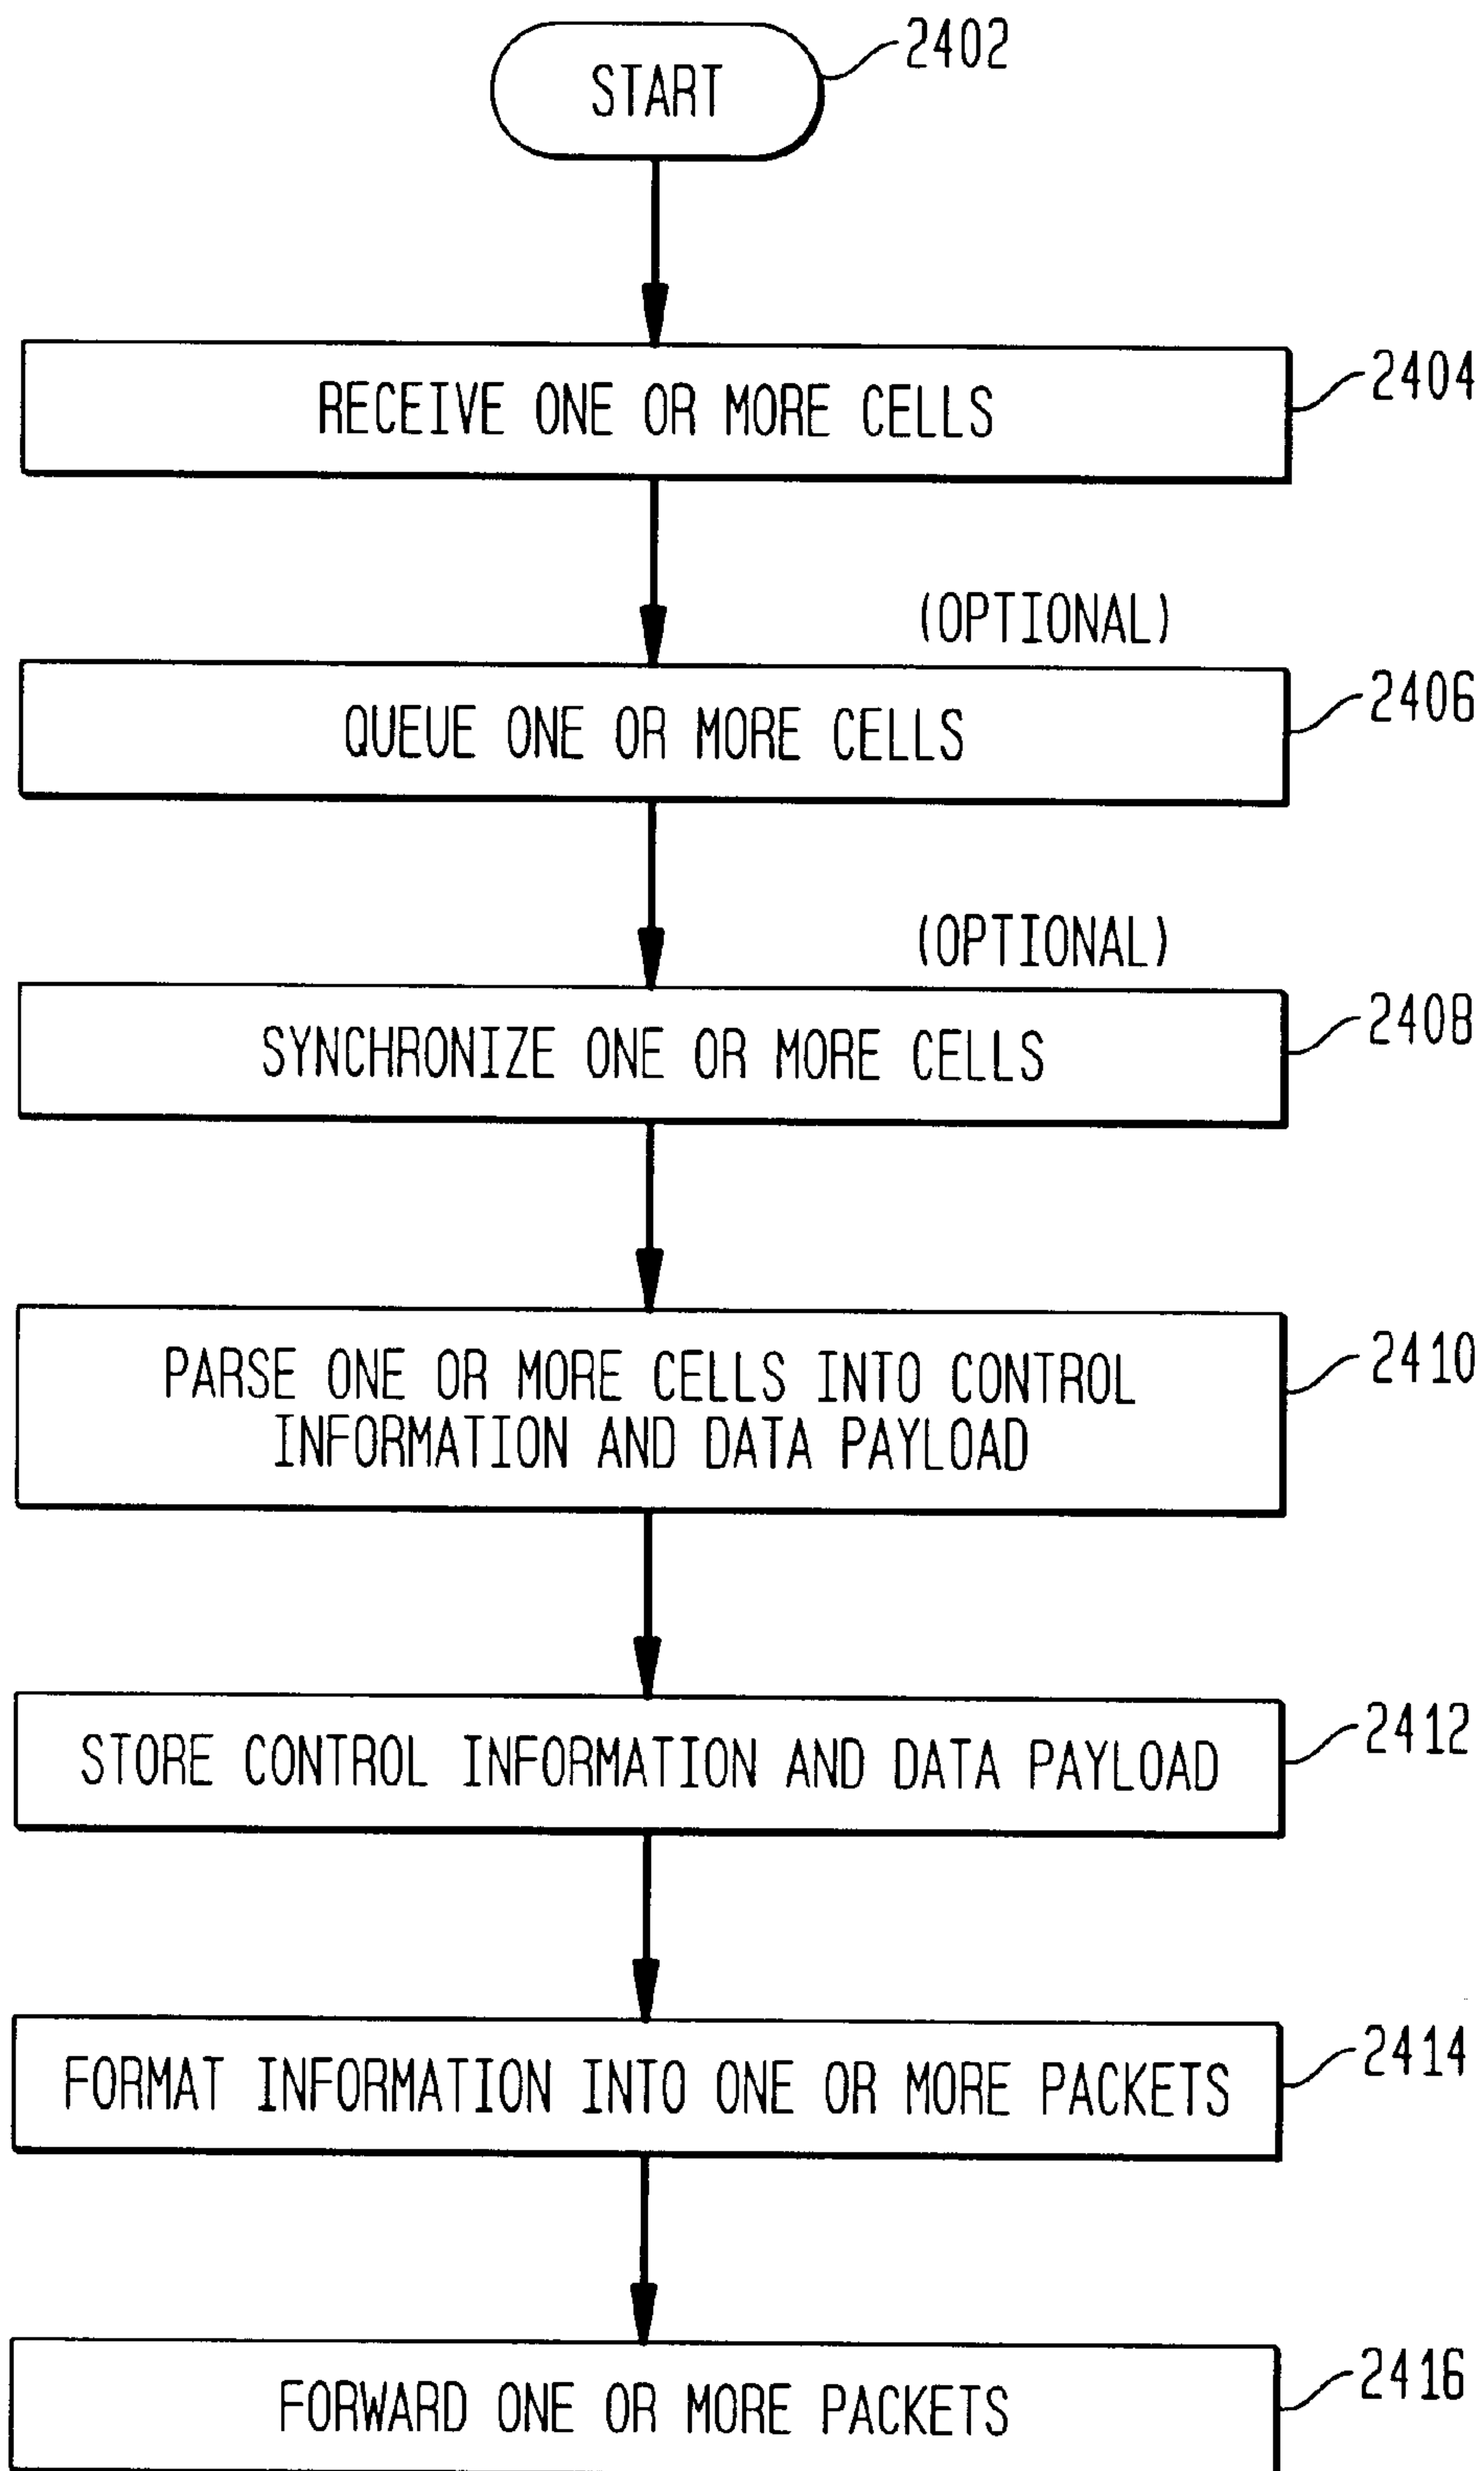 START
2402
RECEIVE ONE OR MORE CELLS
2404
(OPTIONAL)
QUEUE ONE OR MORE CELLS
2406
(OPTIONAL)
SYNCHRONIZE ONE OR MORE CELLS
2408
PARSE ONE OR MORE CELLS INTO CONTROL
INFORMATION AND DATA PAYLOAD
2410
STORE CONTROL INFORMATION AND DATA PAYLOAD
2412
FORMAT INFORMATION INTO ONE OR MORE PACKETS
2414
FORWARD ONE OR MORE PACKETS
2416